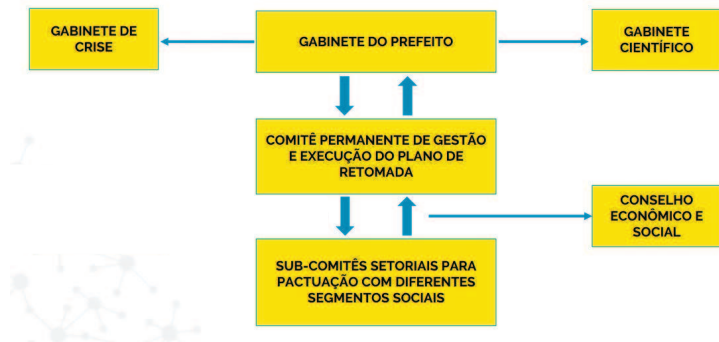 GABINETE DE
CRISE
GABINETE DO PREFEITO
GABINETE
CIENTÍFICO
COMITÊ PERMANENTE DE GESTÃO
E EXECUÇÃO DO PLANO DE
RETOMADA
CONSELHO
ECONÔMICO E
SOCIAL
SUB-COMITÊS SETORIAIS PARA
PACTUAÇÃO COM DIFERENTES
SEGMENTOS SOCIAIS